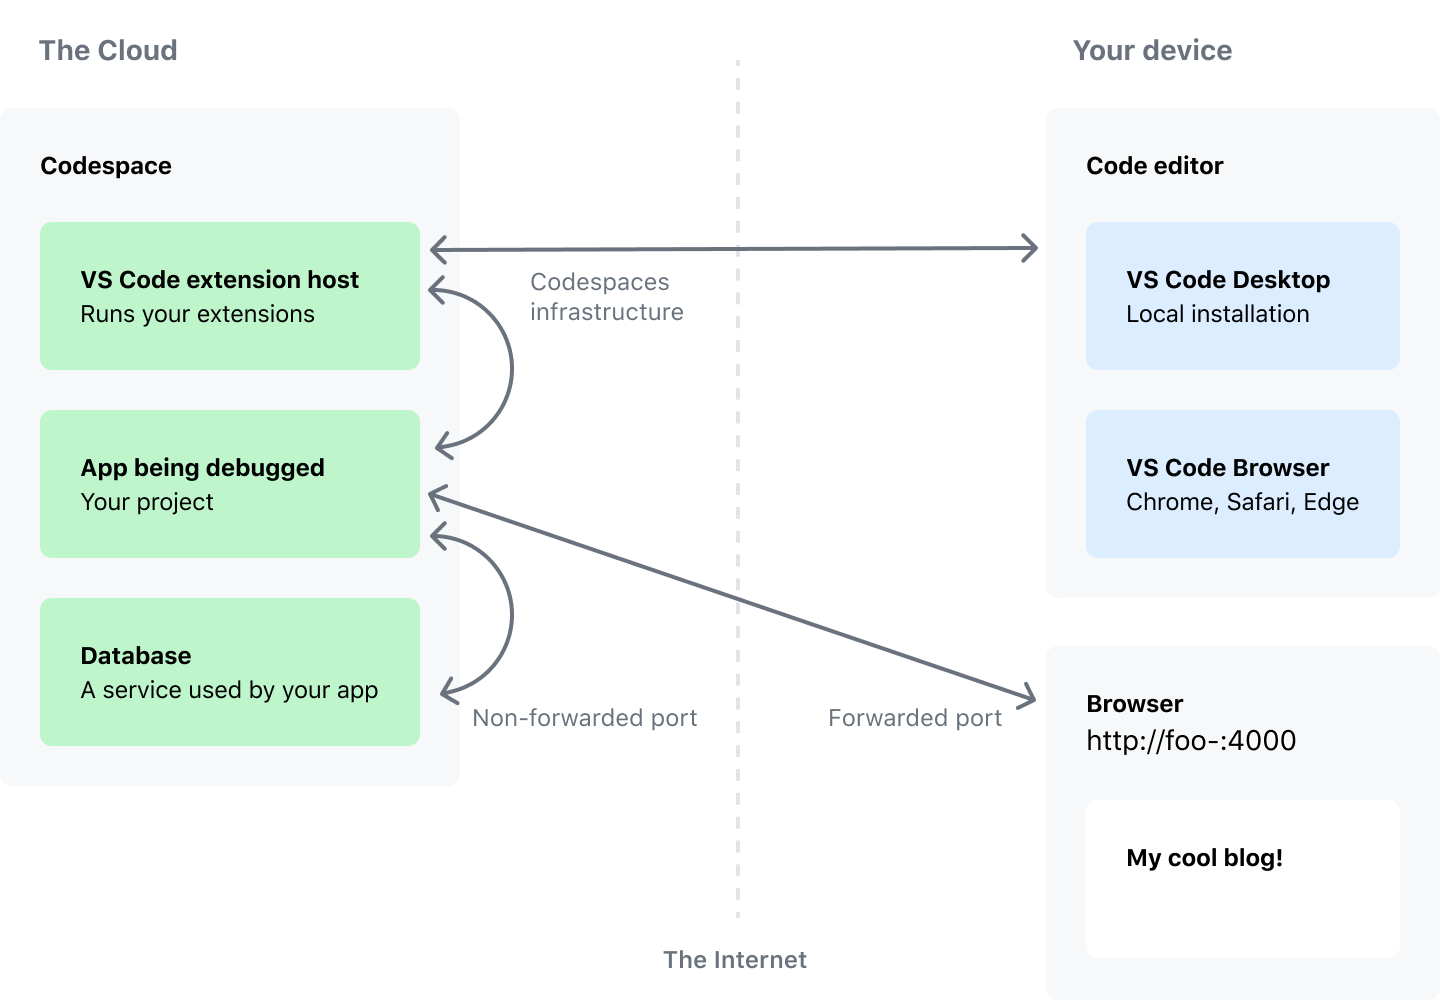 The Cloud
Your device
Codespace
VS Code extension host
Runs your extensions
App being debugged
Your project
Database
A service used by your app
Codespaces
infrastructure
Non-forwarded port
Forwarded port
The Internet
Code editor
VS Code Desktop
Local installation
VS Code Browser
Chrome, Safari, Edge
Browser
http://foo-:4000
My cool blog!